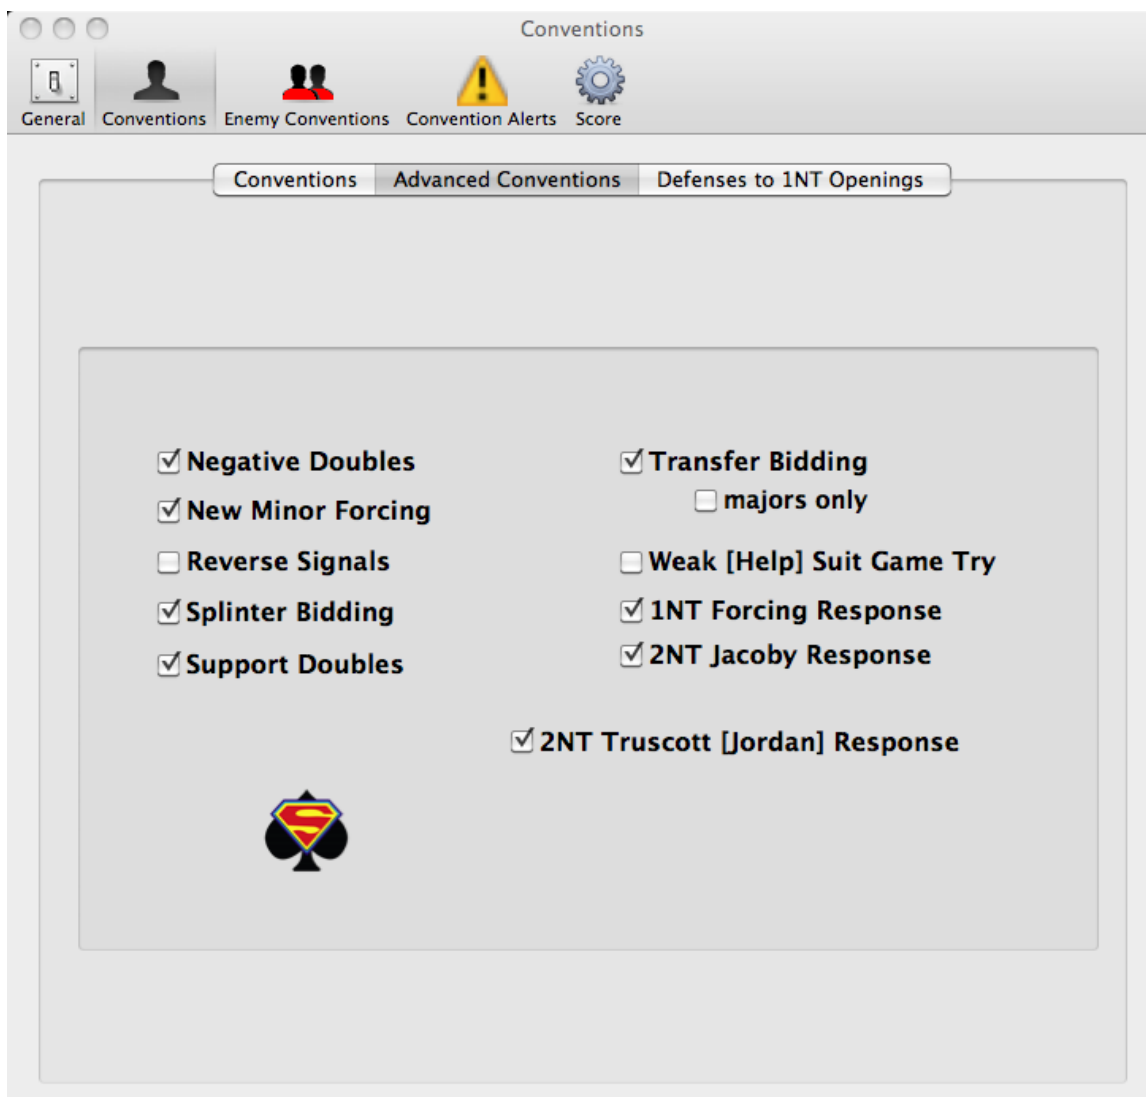 Conventions
General Conventions Enemy Conventions Convention Alerts Score
Conventions Advanced Conventions Defenses to 1NT Openings
Negative Doubles
New Minor Forcing
Reverse Signals
Splinter Bidding
Support Doubles
Transfer Bidding
majors only
Weak [Help] Suit Game Try
1NT Forcing Response
2NT Jacoby Response
2NT Truscott [Jordan] Response
S